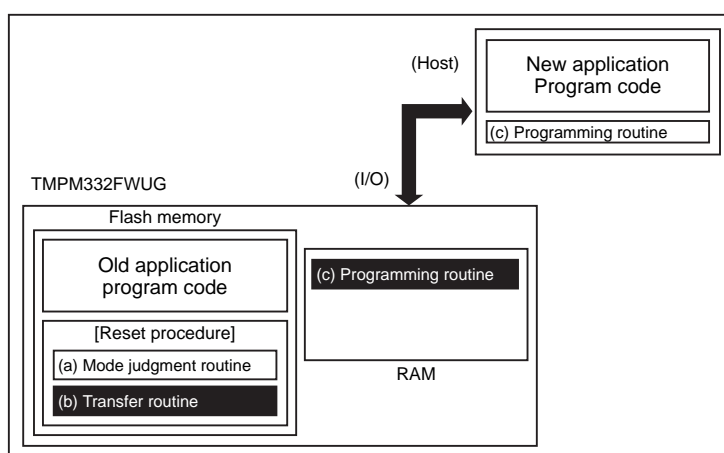 (Host)
New application
Program code
(c) Programming routine
(I/O)
TMPM332FWUG
Flash memory
Old application
program code
[Reset procedure]
(a) Mode judgment routine
(b) Transfer routine
(c) Programming routine
RAM